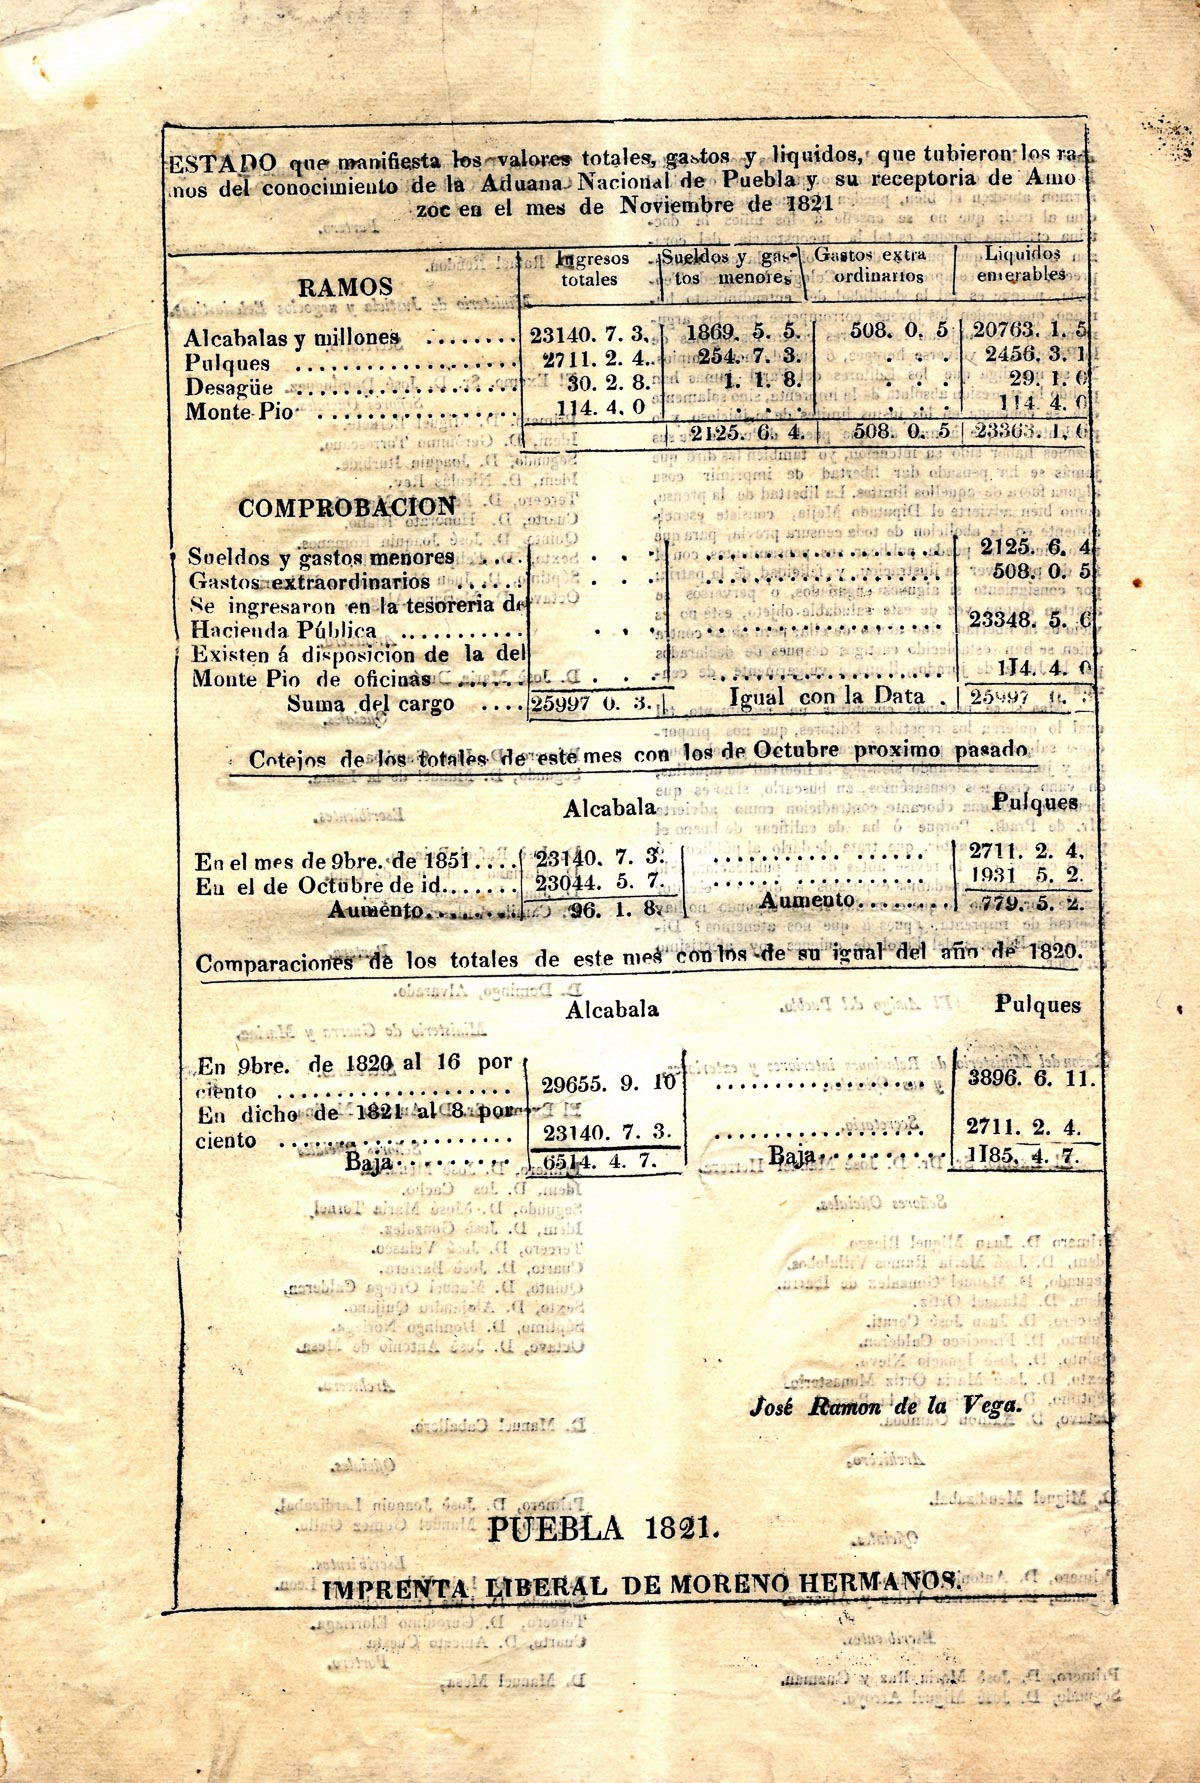 ESTADO que manifiesta los valores totales, gastos y liquidos, que tubieron los ra-
mos del conocimiento de la Aduana Nacional de Puebla y su receptoria de Amo
zoc en el mes de Noviembre de 1821
RAMOS Ingresos totales Sueldos y gas-tos menores Gastos extra ordinarios Liquidos enterables
Alcabalas y millones ........ 23140. 7. 3. 1869. 5. 5. 508. 0. 5 20763. 1. 5
Pulques ................. 2711. 2. 4. 254. 7. 3. . . . 2456. 3. 1
Desagüe ................. 30. 2. 8. 1. 1. 8. . . . 29. 1. 0
Monte Pio ............... 114. 4. 0 . . . . . . . 114. 4. 0
2125. 6. 4. 508. 0. 5 23363. 1. 6
COMPROBACION
Sueldos y gastos menores .... . . . .................. 2125. 6. 4
Gastos extraordinarios ...... . . . .................. 508. 0. 5
Se ingresaron en la tesoreria de
Hacienda Pública ........... . . . .................. 23348. 5. 6
Existen á disposicion de la del
Monte Pio de oficinas ...... . . . .................. 114. 4. 0
Suma del cargo .... 25997 0. 3. Igual con la Data . 25997
Cotejos de los totales de este mes con los de Octubre proximo pasado
Alcabala Pulques
En el mes de 9bre. de 1851 .... 23140. 7. 3. .................. 2711. 2. 4.
En el de Octubre de id....... 23044. 5. 7. .................. 1931 5. 2.
Aumento........ 96. 1. 8. Aumento........ 779. 5. 2.
Comparaciones de los totales de este mes con los de su igual del año de 1820.
Alcabala Pulques
En 9bre. de 1820 al 16 por
ciento ................... 29655. 9. 10 .................. 3896. 6. 11.
En dicho de 1821 al 8 por
ciento ................... 23140. 7. 3. .................. 2711. 2. 4.
Baja.......... 6514. 4. 7. Baja.......... 1185. 4. 7.
José Ramon de la Vega.
PUEBLA 1821.
IMPRENTA LIBERAL DE MORENO HERMANOS.